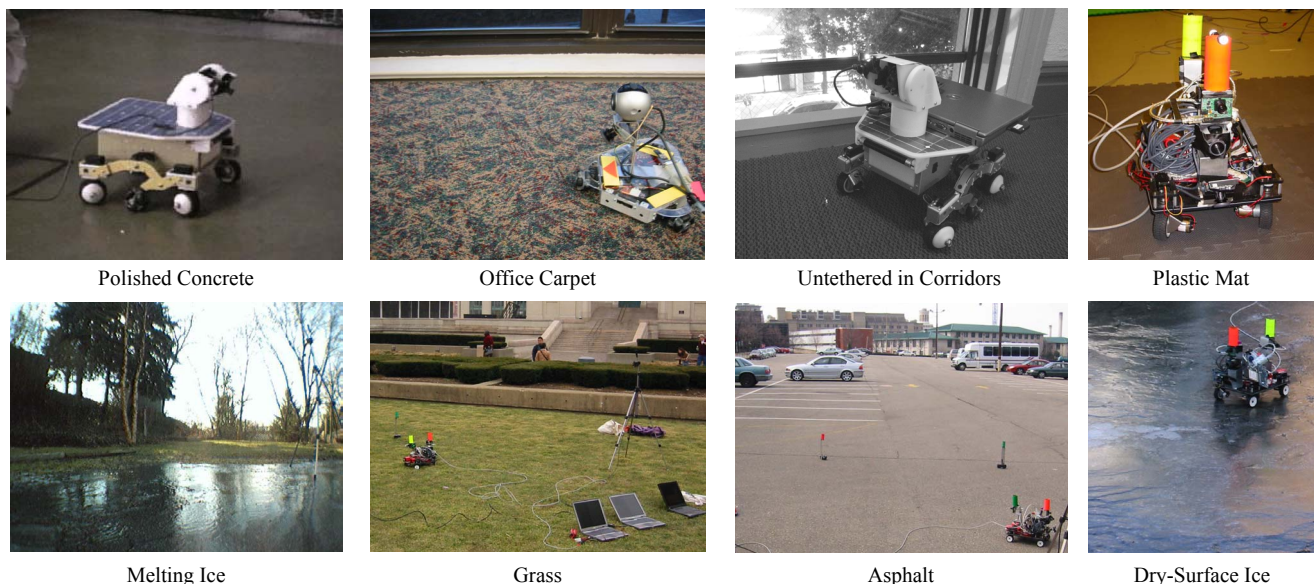 Polished Concrete
Office Carpet
Untethered in Corridors
Plastic Mat
Melting Ice
Grass
Asphalt
Dry-Surface Ice